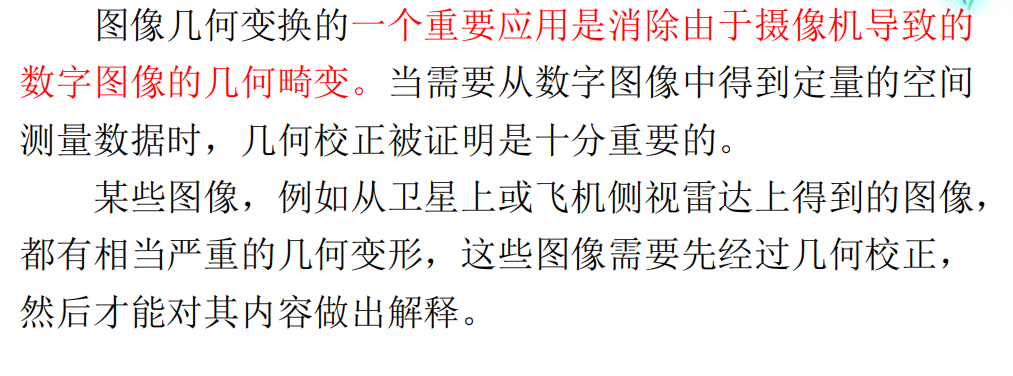 图像几何变换的一个重要应用是消除由于摄像机导致的
数字图像的几何畸变。当需要从数字图像中得到定量的空间
测量数据时，几何校正被证明是十分重要的。
某些图像，例如从卫星上或飞机侧视雷达上得到的图像，
都有相当严重的几何变形，这些图像需要先经过几何校正，
然后才能对其内容做出解释。